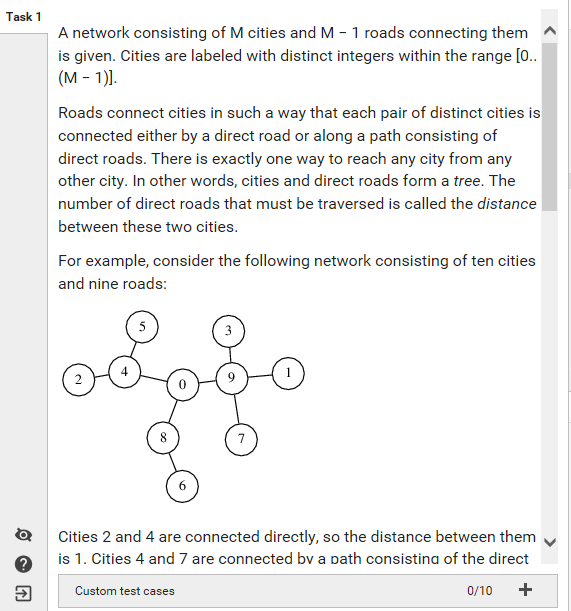 Task 1
A network consisting of M cities and M − 1 roads connecting them
is given. Cities are labeled with distinct integers within the range [0..
(M − 1)].
Roads connect cities in such a way that each pair of distinct cities is
connected either by a direct road or along a path consisting of
direct roads. There is exactly one way to reach any city from any
other city. In other words, cities and direct roads form a tree. The
number of direct roads that must be traversed is called the distance
between these two cities.
For example, consider the following network consisting of ten cities
and nine roads:
5
3
2
4
0
9
1
8
7
6
Cities 2 and 4 are connected directly, so the distance between them
is 1. Cities 4 and 7 are connected by a path consisting of the direct
Custom test cases
0/10